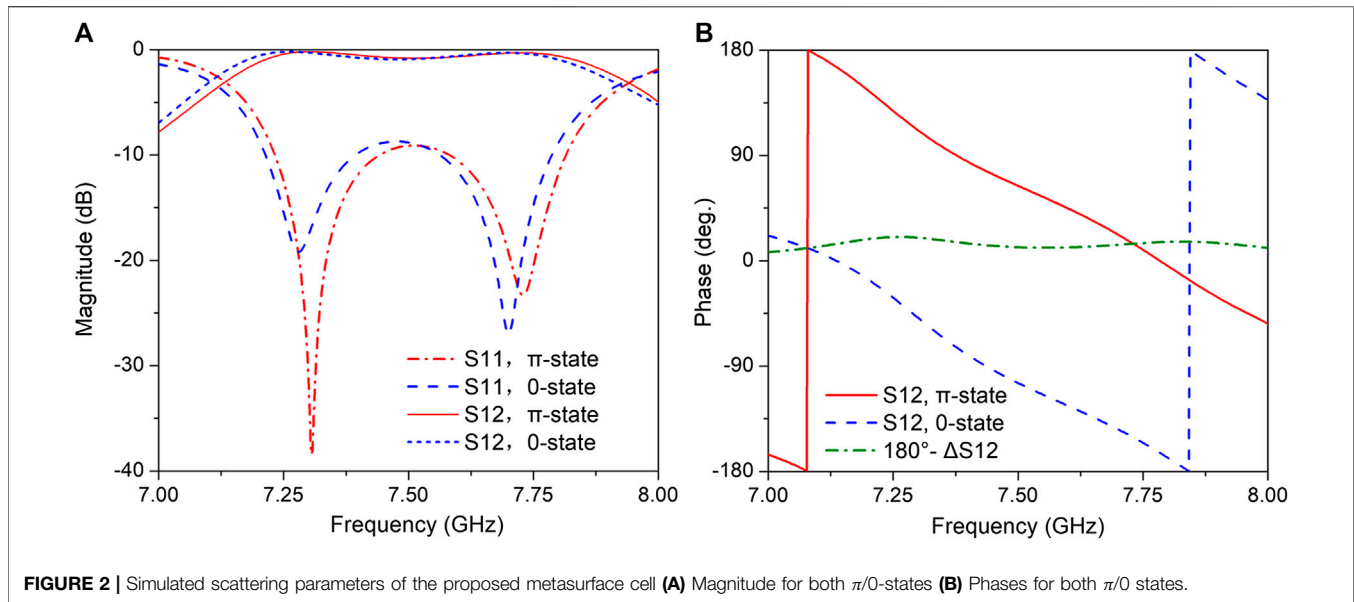 A
0
-10
-20
-30
-40
Magnitude (dB)
7.00
7.25
7.50
7.75
8.00
Frequency (GHz)
S11， π-state
S11， 0-state
S12， π-state
S12， 0-state
B
180
90
0
-90
-180
Phase (deg.)
7.00
7.25
7.50
7.75
8.00
Frequency (GHz)
S12, π-state
S12, 0-state
180°- ΔS12
FIGURE 2 | Simulated scattering parameters of the proposed metasurface cell (A) Magnitude for both π/0-states (B) Phases for both π/0 states.